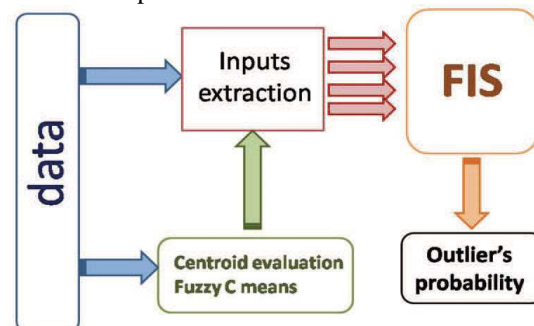 data
Inputs
extraction
FIS
Centroid evaluation
Fuzzy C means
Outlier's
probability